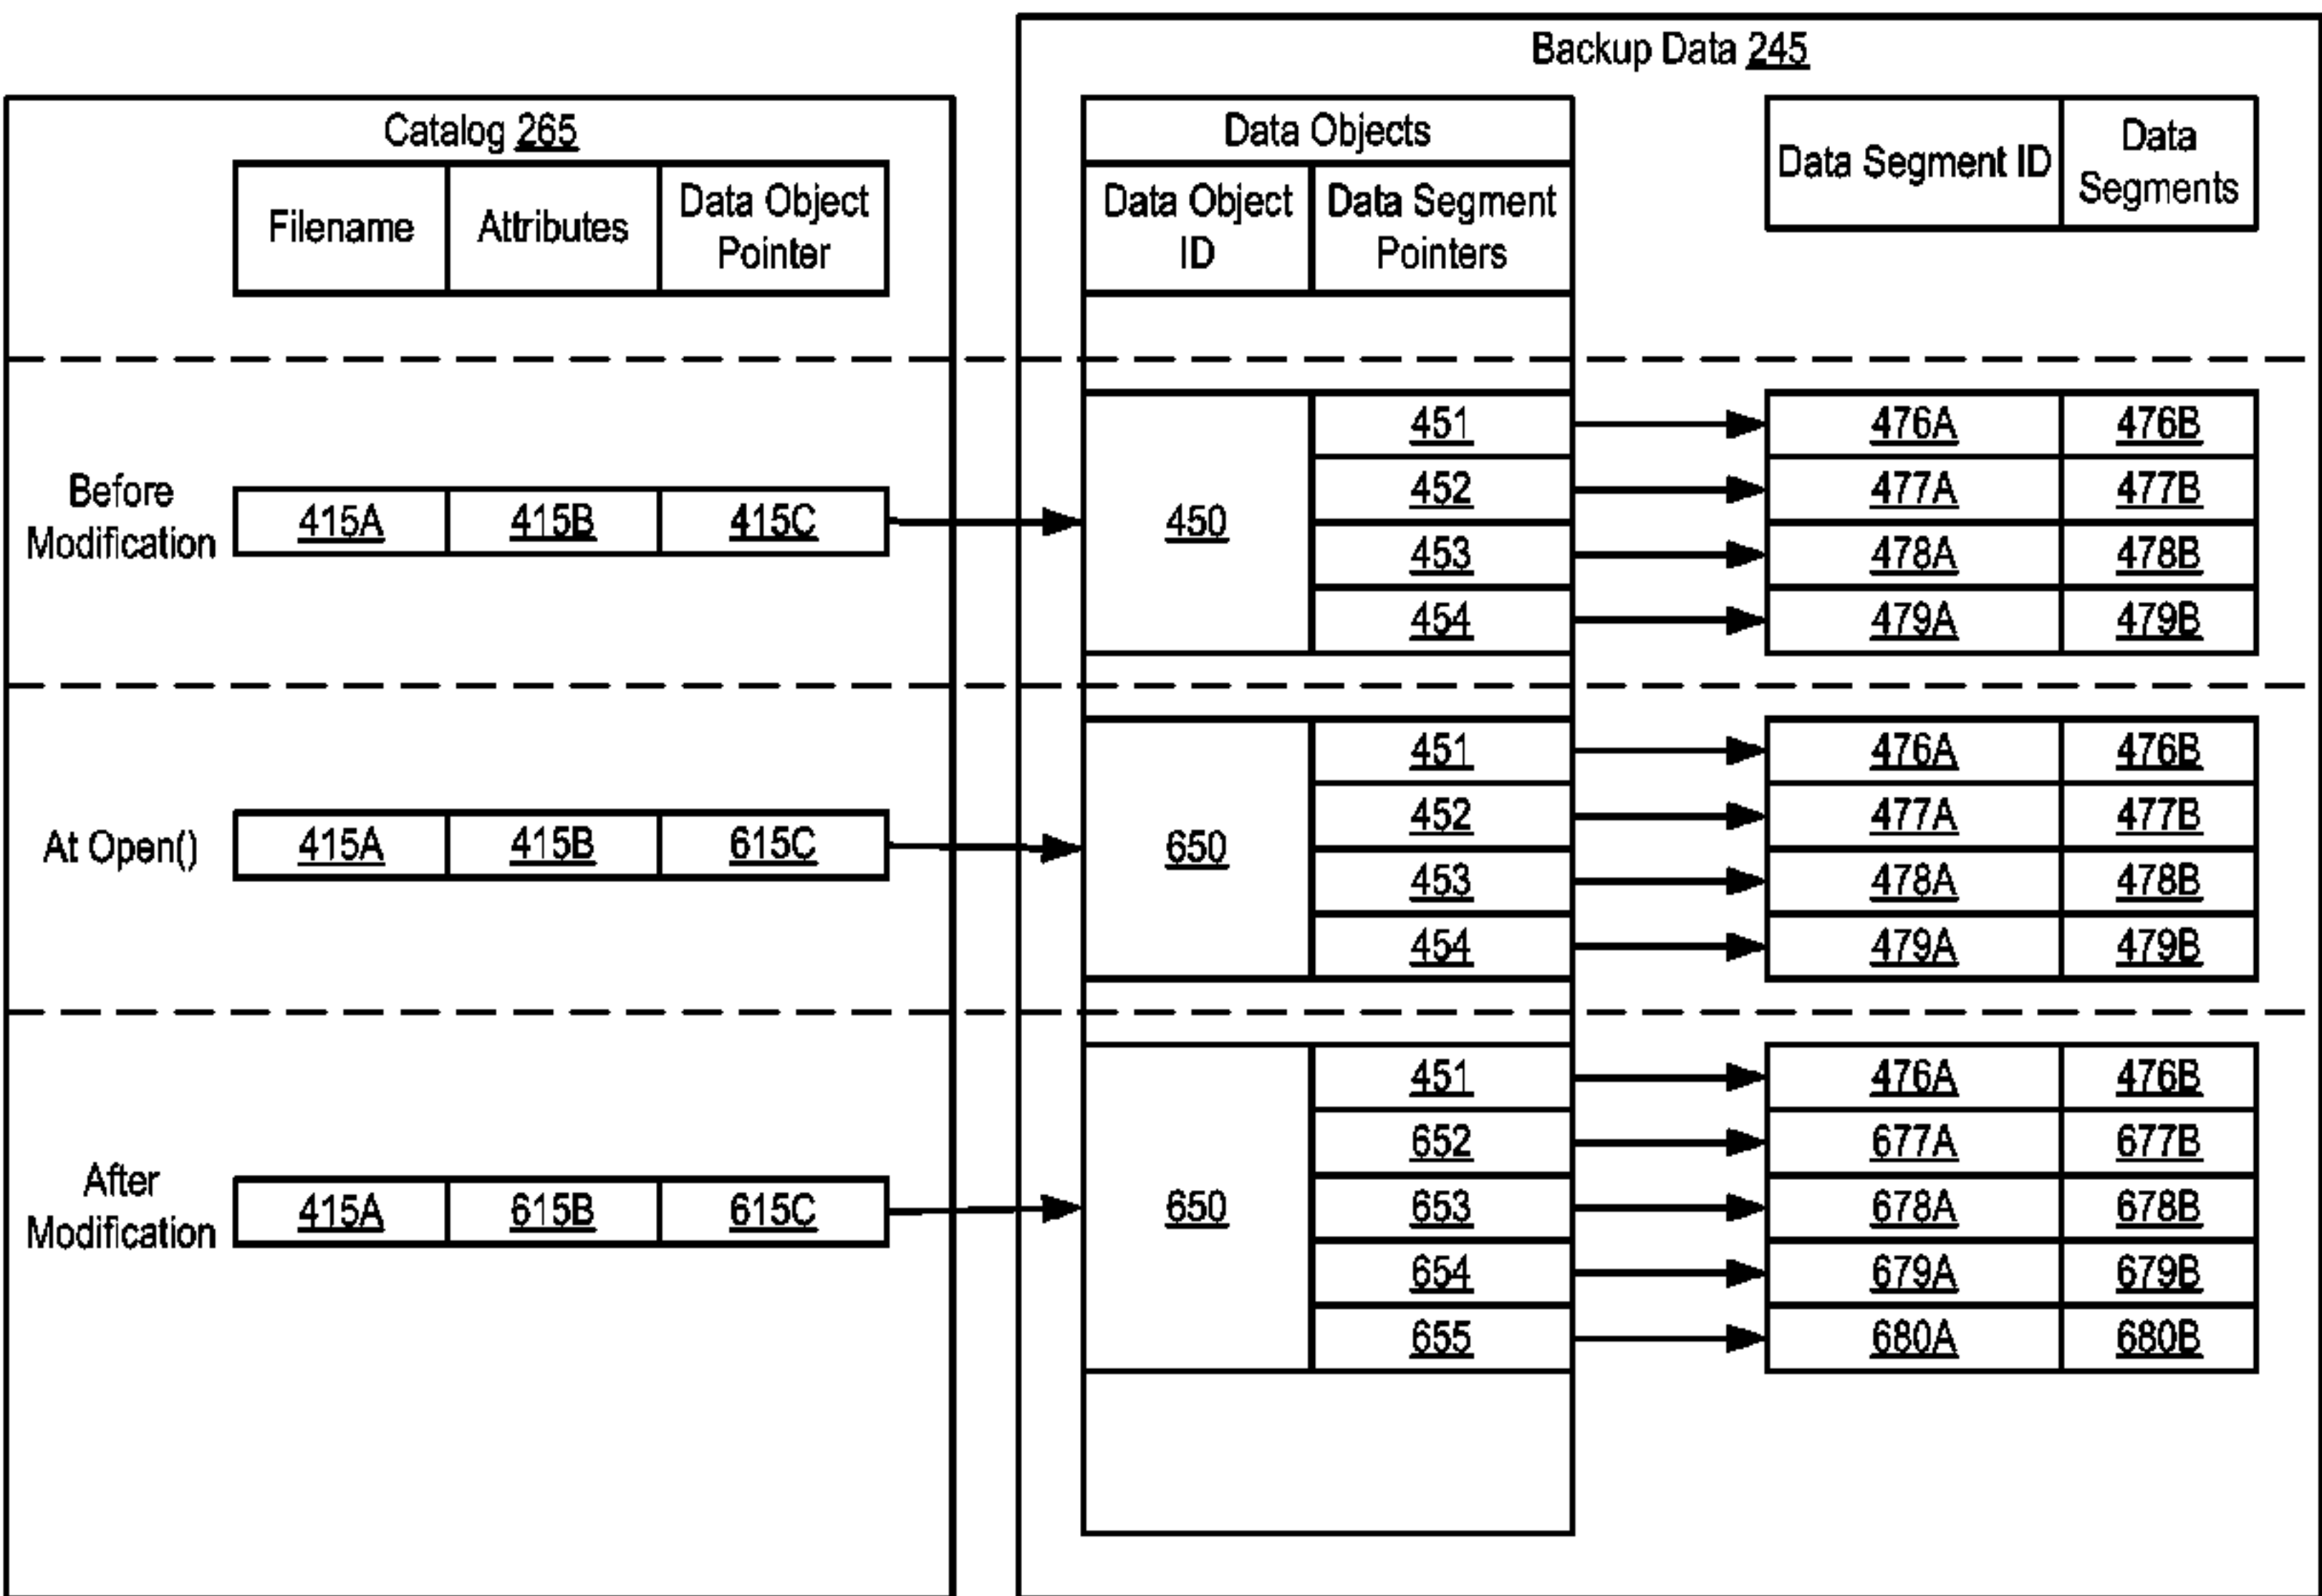 Backup Data 245
Catalog 265
Filename
Attributes
Data Object
Pointer
Data Objects
Data Object
ID
Data Segment
Pointers
Data Segment ID
Data
Segments
Before
Modification
415A
415B
415C
450
451
452
453
454
476A
476B
477A
477B
478A
478B
479A
479B
At Open()
415A
415B
615C
650
451
452
453
454
476A
476B
477A
477B
478A
478B
479A
479B
After
Modification
415A
615B
615C
650
451
652
653
654
655
476A
476B
677A
677B
678A
678B
679A
679B
680A
680B